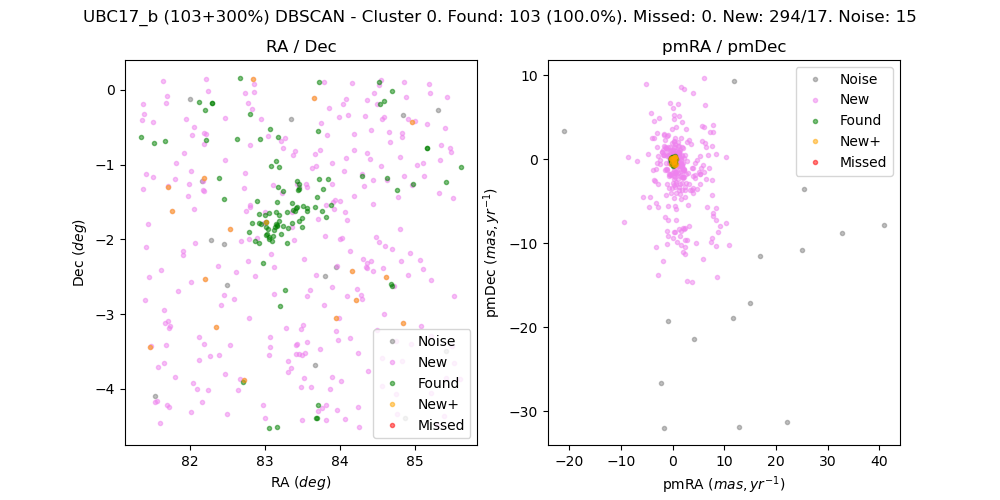 UBC17_b (103+300%) DBSCAN - Cluster 0. Found: 103 (100.0%). Missed: 0. New: 294/17. Noise: 15
RA / Dec
pmRA / pmDec
0
−1
−2
−3
−4
Dec (deg)
82
83
84
85
RA (deg)
Noise
New
Found
New+
Missed
10
0
−10
−20
−30
pmDec (mas, yr⁻¹)
−20
−10
0
10
20
30
40
pmRA (mas, yr⁻¹)
Noise
New
Found
New+
Missed